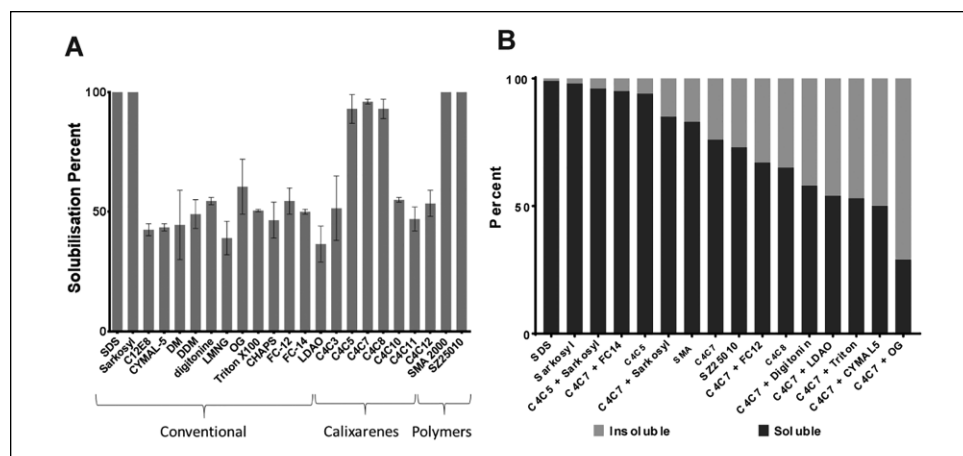 A
Solubilisation Percent
100
50
0
SDS
Sarkosyl
C12E8
CYMAL-5
DM
DDM
digitonine
LMNG
OG
Triton X100
CHAPS
FC-12
FC-14
LDAO
C4C3
C4C5
C4C7
C4C8
C4C10
C4C11
C4C12
SMA 2000
SZ25010
Conventional
Calixarenes
Polymers
B
Percent
100
50
0
SDS
Sarkosyl
C4C5 + Sarkosyl
C4C7 + FC14
C4C5
C4C7 + Sarkosyl
SMA
C4C7
SZ25010
C4C7 + FC12
C4C8
C4C7 + Digitonin
C4C7 + LDAO
C4C7 + Triton
C4C7 + CYMAL5
C4C7 + OG
Insoluble
Soluble